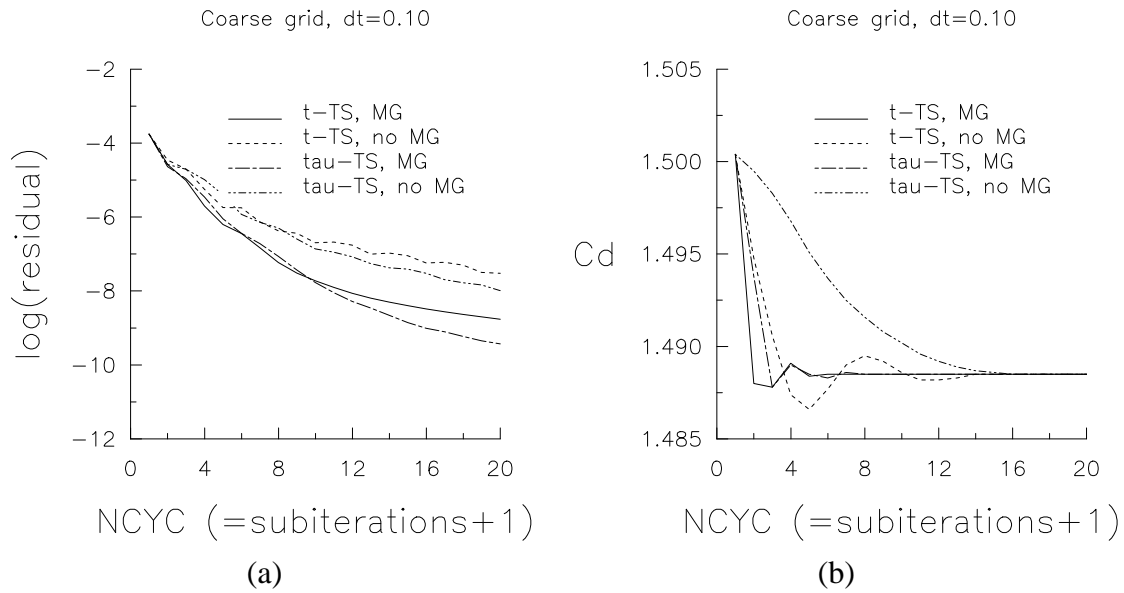 Coarse grid, dt=0.10
-2
-4
-6
-8
-10
-12
log(residual)
t-TS, MG
t-TS, no MG
tau-TS, MG
tau-TS, no MG
0 4 8 12 16 20
NCYC (=subiterations+1)
(a)
Coarse grid, dt=0.10
1.505
1.500
1.495
1.490
1.485
Cd
t-TS, MG
t-TS, no MG
tau-TS, MG
tau-TS, no MG
0 4 8 12 16 20
NCYC (=subiterations+1)
(b)